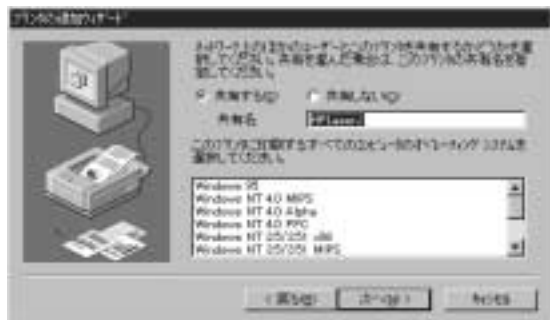 プリンタの追加ウィザード
ネットワーク上のほかのユーザーとこのプリンタを共有するかどうかを選
択してください。共有を選んだ場合は、このプリンタの共有名を指
定してください。
共有する(S) 共有しない(O)
共有名
このプリンタに印刷するすべてのコンピュータのオペレーティング システムを
選択してください。
Windows 95
Windows NT 4.0 MIPS
Windows NT 4.0 Alpha
Windows NT 4.0 PPC
Windows NT 3.5/3.51 x86
Windows NT 3.5/3.51 MIPS
< 戻る(B) 次へ(N) > キャンセル